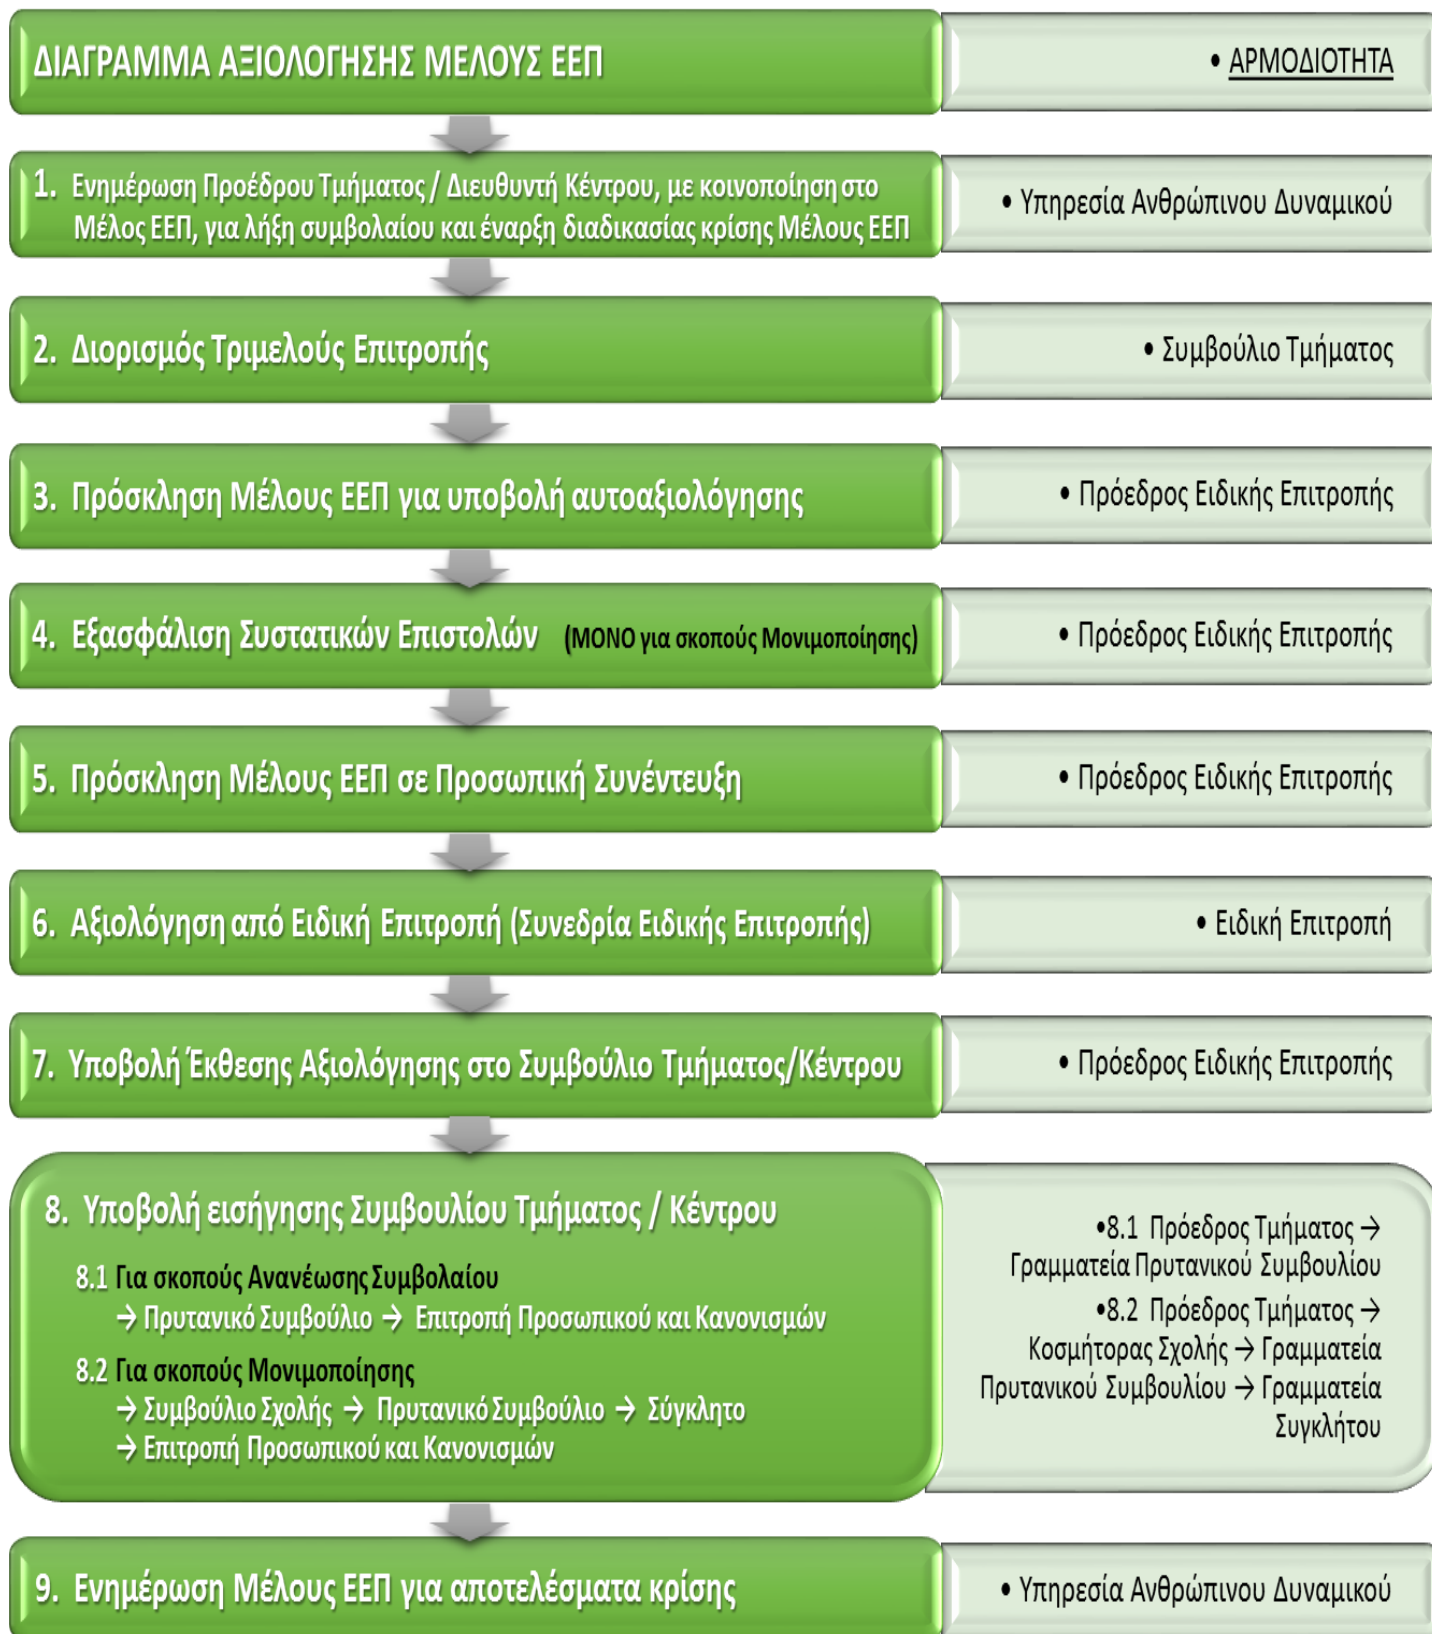 ΔΙΑΓΡΑΜΜΑ ΑΞΙΟΛΟΓΗΣΗΣ ΜΕΛΟΥΣ ΕΕΠ
• ΑΡΜΟΔΙΟΤΗΤΑ
1. Ενημέρωση Προέδρου Τμήματος / Διευθυντή Κέντρου, με κοινοποίηση στο
Μέλος ΕΕΠ, για λήξη συμβολαίου και έναρξη διαδικασίας κρίσης Μέλους ΕΕΠ
• Υπηρεσία Ανθρώπινου Δυναμικού
2. Διορισμός Τριμελούς Επιτροπής
• Συμβούλιο Τμήματος
3. Πρόσκληση Μέλους ΕΕΠ για υποβολή αυτοαξιολόγησης
• Πρόεδρος Ειδικής Επιτροπής
4. Εξασφάλιση Συστατικών Επιστολών (ΜΟΝΟ για σκοπούς Μονιμοποίησης)
• Πρόεδρος Ειδικής Επιτροπής
5. Πρόσκληση Μέλους ΕΕΠ σε Προσωπική Συνέντευξη
• Πρόεδρος Ειδικής Επιτροπής
6. Αξιολόγηση από Ειδική Επιτροπή (Συνεδρία Ειδικής Επιτροπής)
• Ειδική Επιτροπή
7. Υποβολή Έκθεσης Αξιολόγησης στο Συμβούλιο Τμήματος/Κέντρου
• Πρόεδρος Ειδικής Επιτροπής
8. Υποβολή εισήγησης Συμβουλίου Τμήματος / Κέντρου
8.1 Για σκοπούς Ανανέωσης Συμβολαίου
→ Πρυτανικό Συμβούλιο → Επιτροπή Προσωπικού και Κανονισμών
8.2 Για σκοπούς Μονιμοποίησης
→ Συμβούλιο Σχολής → Πρυτανικό Συμβούλιο → Σύγκλητο
→ Επιτροπή Προσωπικού και Κανονισμών
•8.1 Πρόεδρος Τμήματος →
Γραμματεία Πρυτανικού Συμβουλίου
•8.2 Πρόεδρος Τμήματος →
Κοσμήτορας Σχολής → Γραμματεία
Πρυτανικού Συμβουλίου → Γραμματεία
Συγκλήτου
9. Ενημέρωση Μέλους ΕΕΠ για αποτελέσματα κρίσης
• Υπηρεσία Ανθρώπινου Δυναμικού